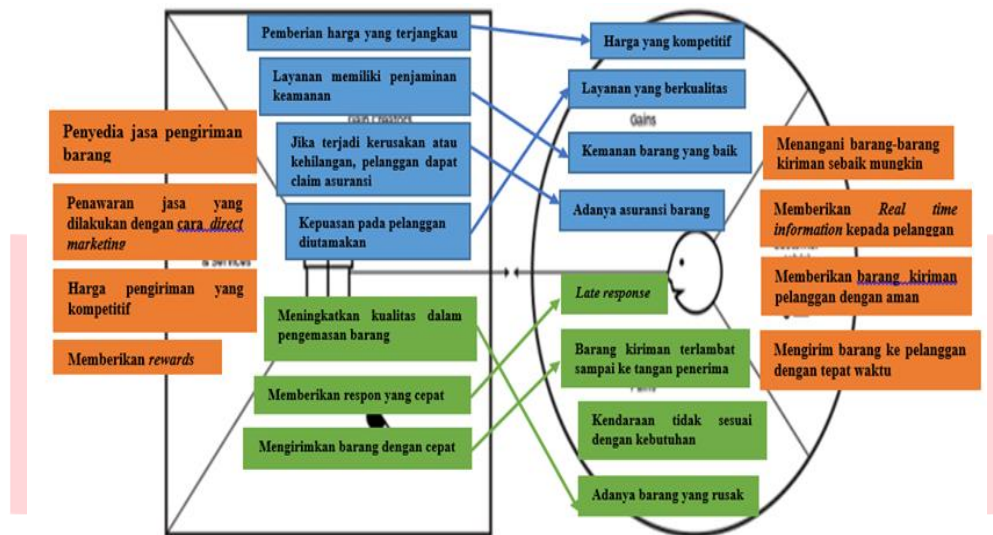 Pemberian harga yang terjangkau
Layanan memiliki penjaminan
keamanan
Jika terjadi kerusakan atau
kehilangan, pelanggan dapat
claim asuransi
Kepuasan pada pelanggan
diutamakan
Penyedia jasa pengiriman
barang
Penawaran jasa yang
dilakukan dengan cara direct
marketing
Harga pengiriman yang
kompetitif
Memberikan rewards
& Services
Meningkatkan kualitas dalam
pengemasan barang
Memberikan respon yang cepat
Mengirimkan barang dengan cepat
Harga yang kompetitif
Layanan yang berkualitas
Gains
Kemanan barang yang baik
Adanya asuransi barang
Late response
Barang kiriman terlambat
sampai ke tangan penerima
Kendaraan tidak sesuai
dengan kebutuhan
Adanya barang yang rusak
Menangani barang-barang
kiriman sebaik mungkin
Memberikan Real time
information kepada pelanggan
Memberikan barang kiriman
pelanggan dengan aman
Mengirim barang ke pelanggan
dengan tepat waktu